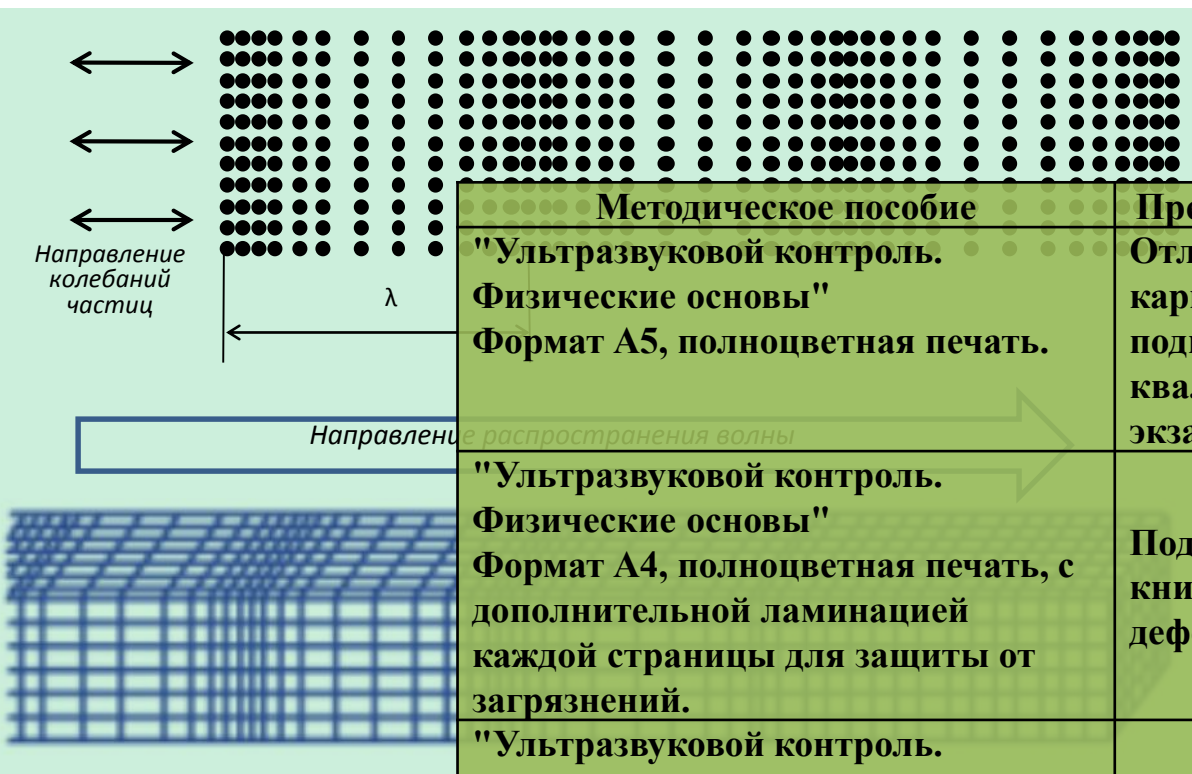 Направление
колебаний
частиц
λ
Направление распространения волны
Методическое пособие
"Ультразвуковой контроль.
Физические основы"
Формат А5, полноцветная печать.
"Ультразвуковой контроль.
Физические основы"
Формат А4, полноцветная печать, с
дополнительной ламинацией
каждой страницы для защиты от
загрязнений.
"Ультразвуковой контроль.